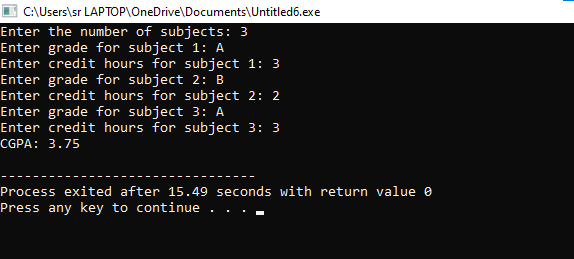 C:\Users\sr LAPTOP\OneDrive\Documents\Untitled6.exe
Enter the number of subjects: 3
Enter grade for subject 1: A
Enter credit hours for subject 1: 3
Enter grade for subject 2: B
Enter credit hours for subject 2: 2
Enter grade for subject 3: A
Enter credit hours for subject 3: 3
CGPA: 3.75
--------------------------------
Process exited after 15.49 seconds with return value 0
Press any key to continue . . .